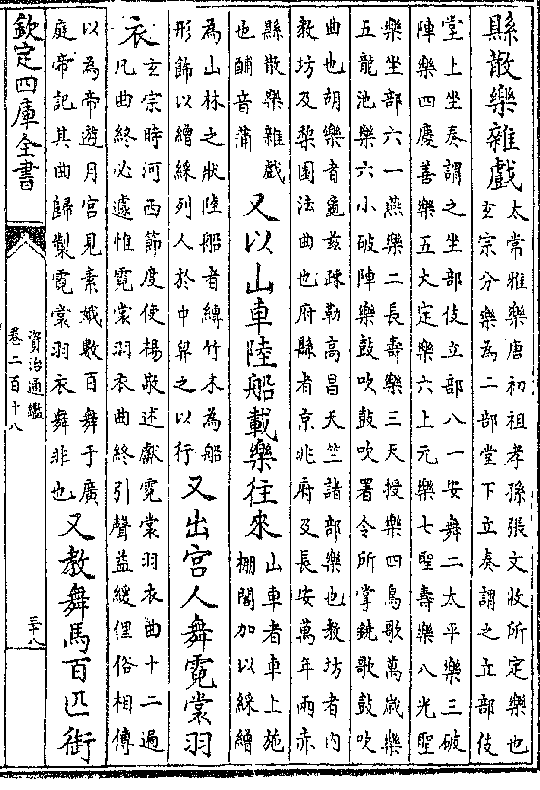 縣散樂雜戲
太常雅樂唐初祖孝孫張文收所定樂也
玄宗分樂為二部堂下立奏謂之立部伎
堂上坐奏謂之坐部伎立部八一安舞二太平樂三破
陣樂四慶善樂五大定樂六上元樂七聖壽樂八光聖
樂坐部六一燕樂二長壽樂三天授樂四鳥歌萬歲樂
五龍池樂六小破陣樂鼓吹鼓吹署令所掌鐃歌鼓吹
曲也胡樂者龜兹疎勒高昌天竺諸部樂也教坊者内
教坊及棃園法曲也府縣者京兆府及長安萬年兩赤
縣散樂雜戲
也酺音蒲
又以山車陸船載樂往來
山車者車上施
棚閣加以綵繒
為山林之狀陸船者縛竹木為船
形飾以繒綵列人於中舁之以行
又出宫人舞霓裳羽
衣
玄宗時河西節度使楊敬述獻霓裳羽衣曲十二遍
凡曲終必遽惟霓裳羽衣曲終引聲益緩俚俗相傳
以為帝遊月宫見素娥數百舞于廣
庭帝記其曲歸製霓裳羽衣舞非也
又教舞馬百匹銜
欽定四庫全書
資治通鑑
卷二百十八
三十八